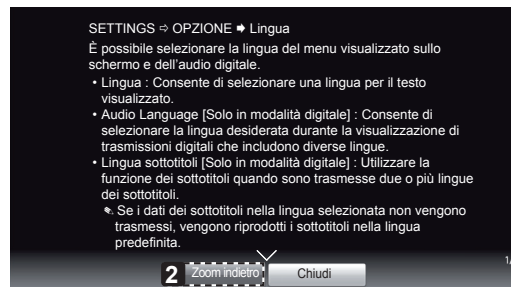 SETTINGS ⇨ OPZIONE ➡ Lingua
È possibile selezionare la lingua del menu visualizzato sullo
schermo e dell'audio digitale.
• Lingua : Consente di selezionare una lingua per il testo
visualizzato.
• Audio Language [Solo in modalità digitale] : Consente di
selezionare la lingua desiderata durante la visualizzazione di
trasmissioni digitali che includono diverse lingue.
• Lingua sottotitoli [Solo in modalità digitale] : Utilizzare la
funzione dei sottotitoli quando sono trasmesse due o più lingue
dei sottotitoli.
✎ Se i dati dei sottotitoli nella lingua selezionata non vengono
trasmessi, vengono riprodotti i sottotitoli nella lingua
predefinita.
1/
2 Zoom indietro Chiudi